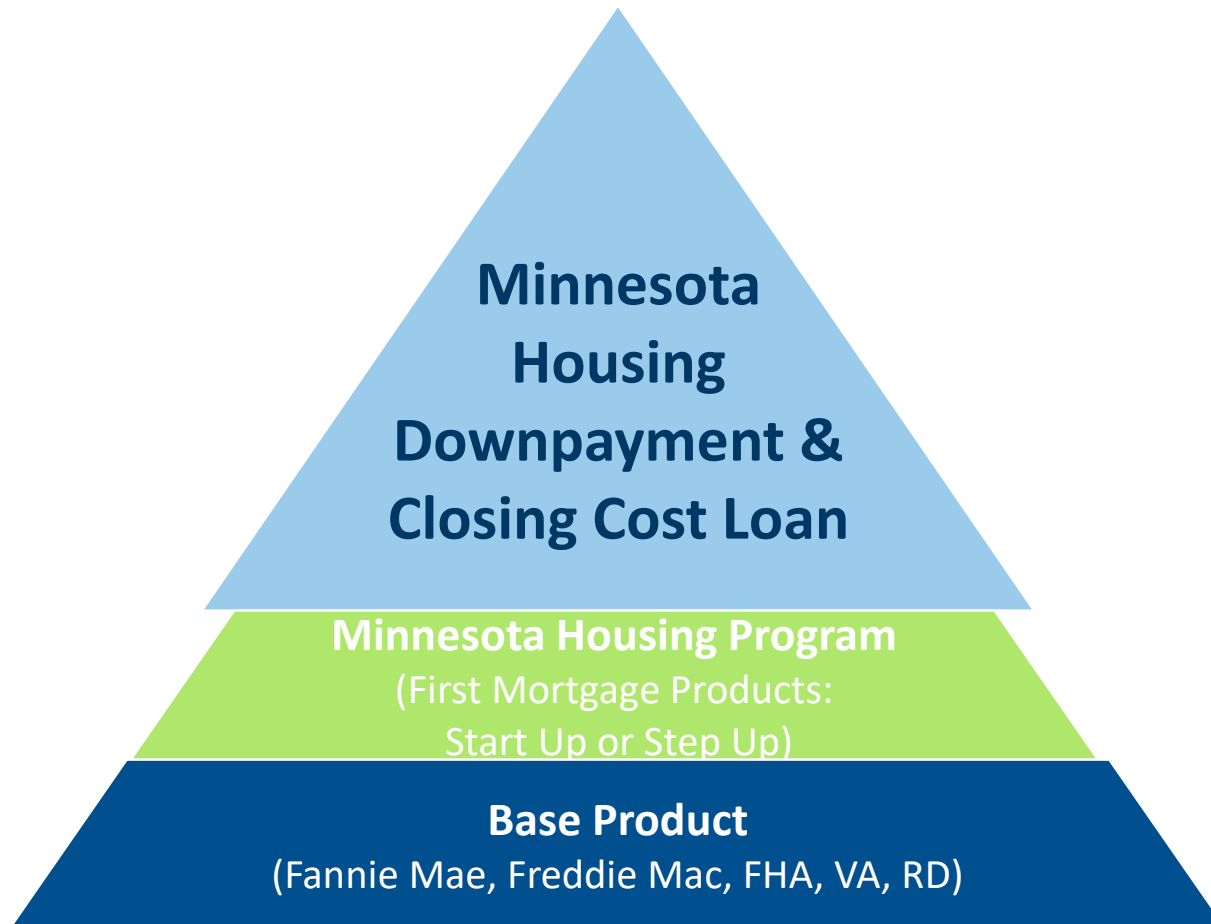 Minnesota
Housing
Downpayment &
Closing Cost Loan
Minnesota Housing Program
(First Mortgage Products:
Start Up or Step Up)
Base Product
(Fannie Mae, Freddie Mac, FHA, VA, RD)